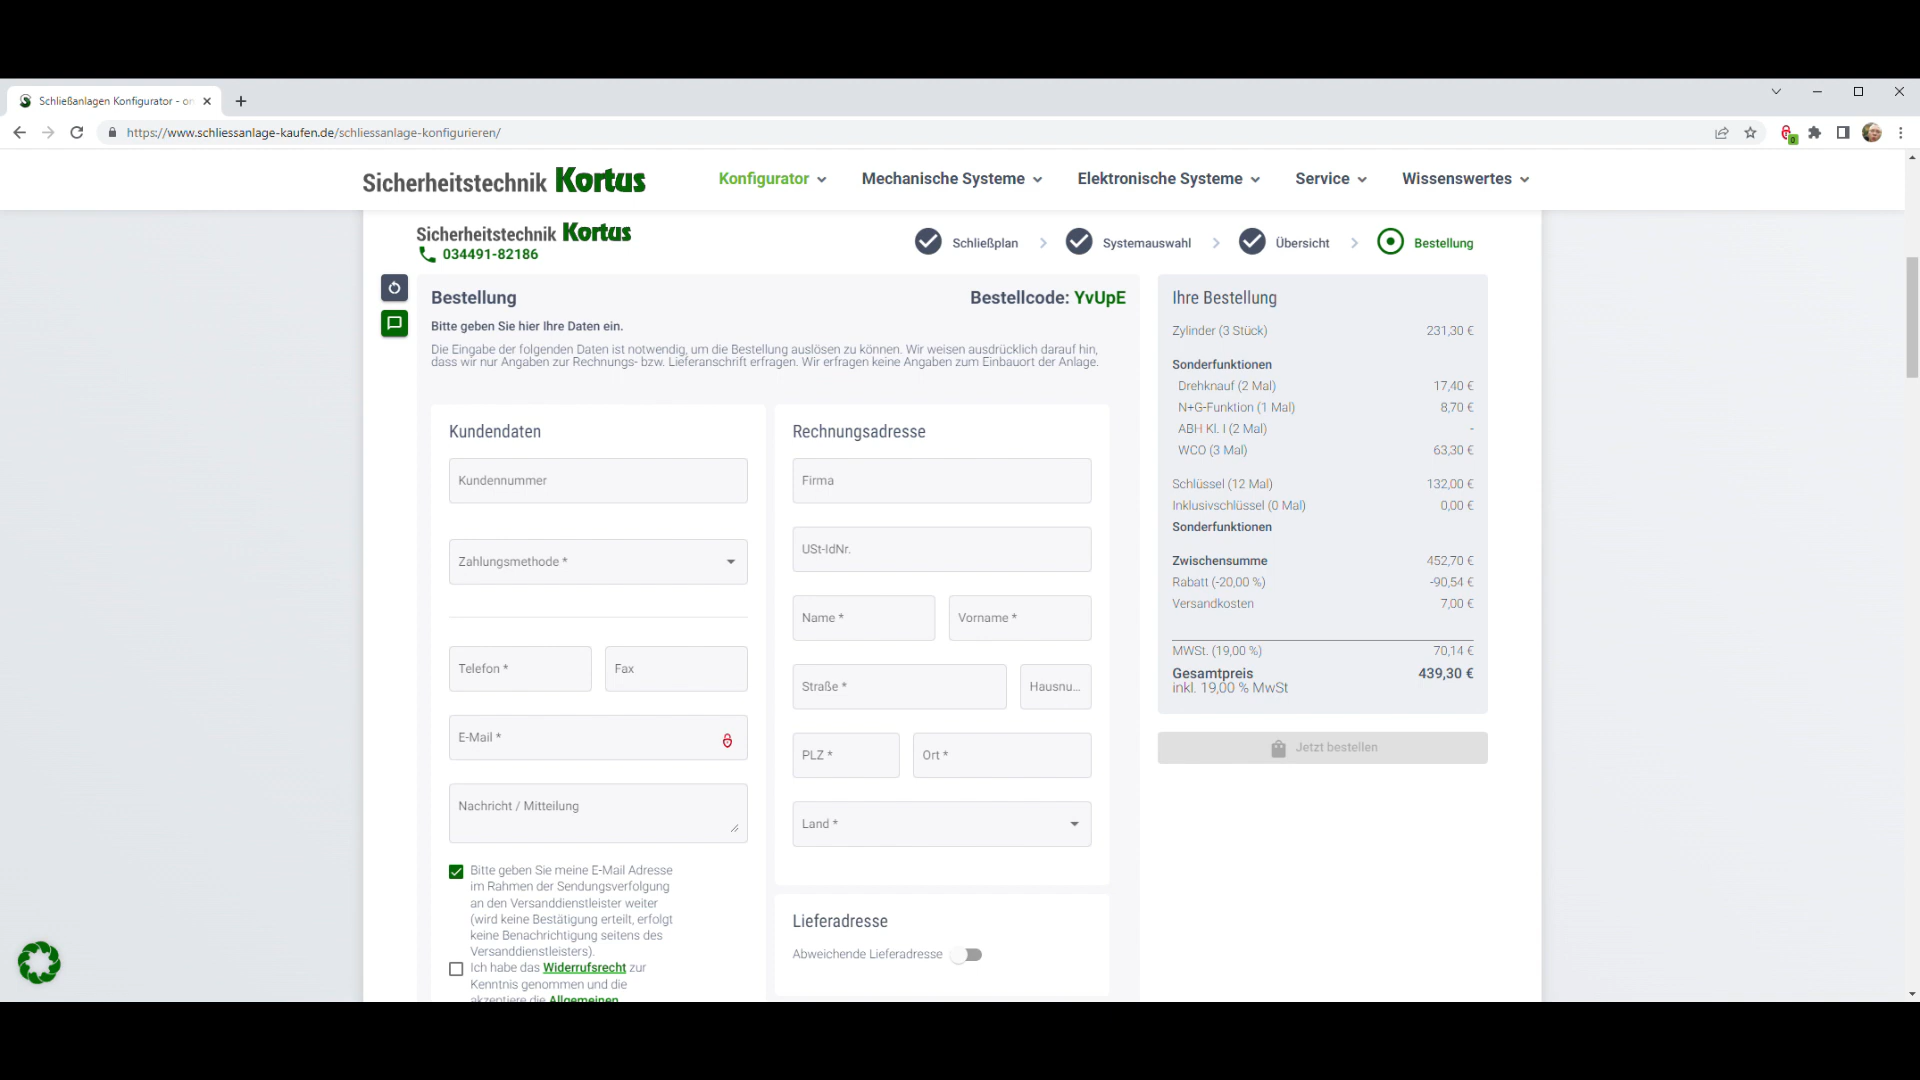 Schließanlagen Konfigurator - on
https://www.schliessanlage-kaufen.de/schliessanlage-konfigurieren/
0
Sicherheitstechnik Kortus
Konfigurator
Mechanische Systeme
Elektronische Systeme
Service
Wissenswertes
Sicherheitstechnik Kortus
034491-82186
Schließplan
Systemauswahl
Übersicht
Bestellung
Bestellung
Bestellcode: YvUpE
Bitte geben Sie hier Ihre Daten ein.
Die Eingabe der folgenden Daten ist notwendig, um die Bestellung auslösen zu können. Wir weisen ausdrücklich darauf hin,
dass wir nur Angaben zur Rechnungs- bzw. Lieferanschrift erfragen. Wir erfragen keine Angaben zum Einbauort der Anlage.
Kundendaten
Kundennummer
Zahlungsmethode *
Telefon *
Fax
E-Mail *
Nachricht / Mitteilung
Bitte geben Sie meine E-Mail Adresse
im Rahmen der Sendungsverfolgung
an den Versanddienstleister weiter
(wird keine Bestätigung erteilt, erfolgt
keine Benachrichtigung seitens des
Versanddienstleisters).
Ich habe das Widerrufsrecht zur
Kenntnis genommen und die
akzeptiere die Allgemeinen
Rechnungsadresse
Firma
USt-IdNr.
Name *
Vorname *
Straße *
Hausnu...
PLZ *
Ort *
Land *
Lieferadresse
Abweichende Lieferadresse
Ihre Bestellung
Zylinder (3 Stück) 231,30 €
Sonderfunktionen
Drehknauf (2 Mal) 17,40 €
N+G-Funktion (1 Mal) 8,70 €
ABH Kl. I (2 Mal) -
WCO (3 Mal) 63,30 €
Schlüssel (12 Mal) 132,00 €
Inklusivschlüssel (0 Mal) 0,00 €
Sonderfunktionen
Zwischensumme 452,70 €
Rabatt (-20,00 %) -90,54 €
Versandkosten 7,00 €
MWSt. (19,00 %) 70,14 €
Gesamtpreis 439,30 €
inkl. 19,00 % MwSt
Jetzt bestellen